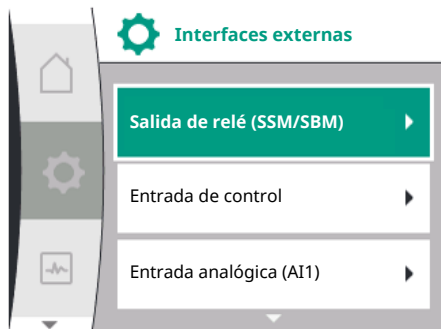 Interfaces externas
Salida de relé (SSM/SBM)
Entrada de control
Entrada analógica (AI1)